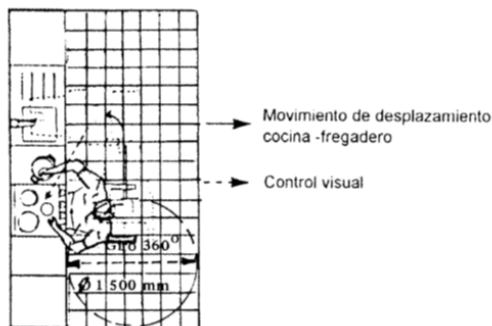 Movimiento de desplazamiento
cocina -fregadero
Control visual
Giro 360°
Ø 1 500 mm